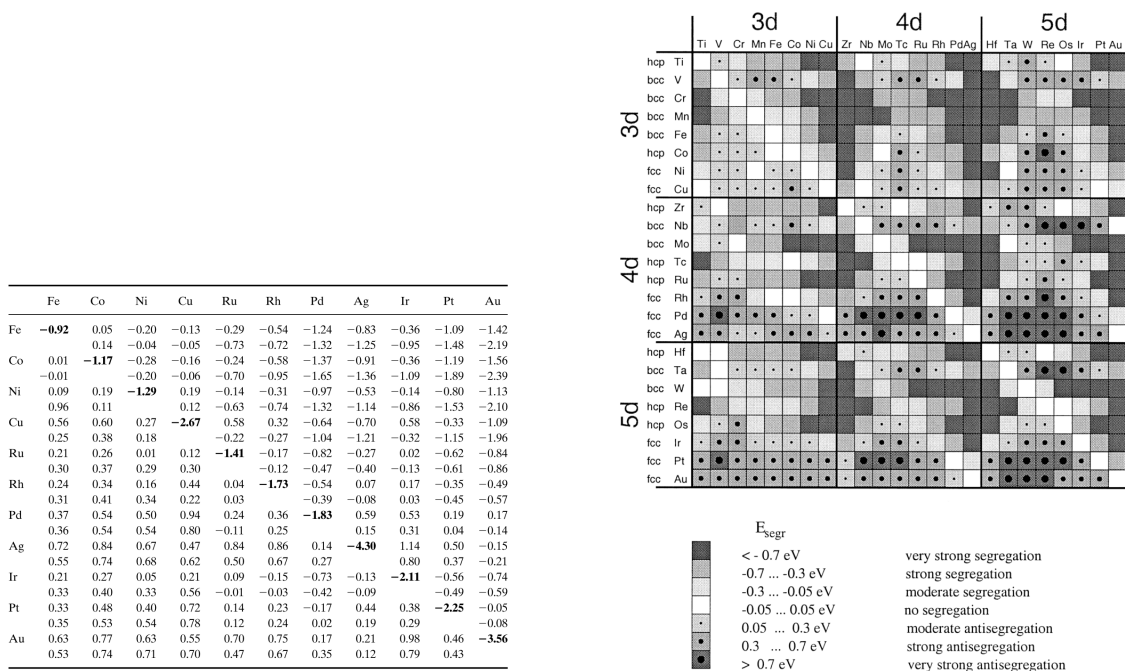 Fe Co Ni Cu Ru Rh Pd Ag Ir Pt Au
Fe −0.92 0.05 −0.20 −0.13 −0.29 −0.54 −1.24 −0.83 −0.36 −1.09 −1.42
0.14 −0.04 −0.05 −0.73 −0.72 −1.32 −1.25 −0.95 −1.48 −2.19
Co 0.01 −1.17 −0.28 −0.16 −0.24 −0.58 −1.37 −0.91 −0.36 −1.19 −1.56
−0.01 −0.20 −0.06 −0.70 −0.95 −1.65 −1.36 −1.09 −1.89 −2.39
Ni 0.09 0.19 −1.29 0.19 −0.14 −0.31 −0.97 −0.53 −0.14 −0.80 −1.13
0.96 0.11 0.12 −0.63 −0.74 −1.32 −1.14 −0.86 −1.53 −2.10
Cu 0.56 0.60 0.27 −2.67 0.58 0.32 −0.64 −0.70 0.58 −0.33 −1.09
0.25 0.38 0.18 −0.22 −0.27 −1.04 −1.21 −0.32 −1.15 −1.96
Ru 0.21 0.26 0.01 0.12 −1.41 −0.17 −0.82 −0.27 0.02 −0.62 −0.84
0.30 0.37 0.29 0.30 −0.12 −0.47 −0.40 −0.13 −0.61 −0.86
Rh 0.24 0.34 0.16 0.44 0.04 −1.73 −0.54 0.07 0.17 −0.35 −0.49
0.31 0.41 0.34 0.22 0.03 −0.39 −0.08 0.03 −0.45 −0.57
Pd 0.37 0.54 0.50 0.94 0.24 0.36 −1.83 0.59 0.53 0.19 0.17
0.36 0.54 0.54 0.80 −0.11 0.25 0.15 0.31 0.04 −0.14
Ag 0.72 0.84 0.67 0.47 0.84 0.86 0.14 −4.30 1.14 0.50 −0.15
0.55 0.74 0.68 0.62 0.50 0.67 0.27 0.80 0.37 −0.21
Ir 0.21 0.27 0.05 0.21 0.09 −0.15 −0.73 −0.13 −2.11 −0.56 −0.74
0.33 0.40 0.33 0.56 −0.01 −0.03 −0.42 −0.09 −0.49 −0.59
Pt 0.33 0.48 0.40 0.72 0.14 0.23 −0.17 0.44 0.38 −2.25 −0.05
0.35 0.53 0.54 0.78 0.12 0.24 0.02 0.19 0.29 −0.08
Au 0.63 0.77 0.63 0.55 0.70 0.75 0.17 0.21 0.98 0.46 −3.56
0.53 0.74 0.71 0.70 0.47 0.67 0.35 0.12 0.79 0.43
3d 4d 5d
Ti V Cr Mn Fe Co Ni Cu Zr Nb Mo Tc Ru Rh Pd Ag Hf Ta W Re Os Ir Pt Au
3d
hcp Ti
bcc V
bcc Cr
bcc Mn
bcc Fe
hcp Co
fcc Ni
fcc Cu
4d
hcp Zr
bcc Nb
bcc Mo
hcp Tc
hcp Ru
fcc Rh
fcc Pd
fcc Ag
5d
hcp Hf
bcc Ta
bcc W
hcp Re
hcp Os
fcc Ir
fcc Pt
fcc Au
Esegr
< - 0.7 eV very strong segregation
-0.7 ... -0.3 eV strong segregation
-0.3 ... -0.05 eV moderate segregation
-0.05 ... 0.05 eV no segregation
0.05 ... 0.3 eV moderate antisegregation
0.3 ... 0.7 eV strong antisegregation
> 0.7 eV very strong antisegregation